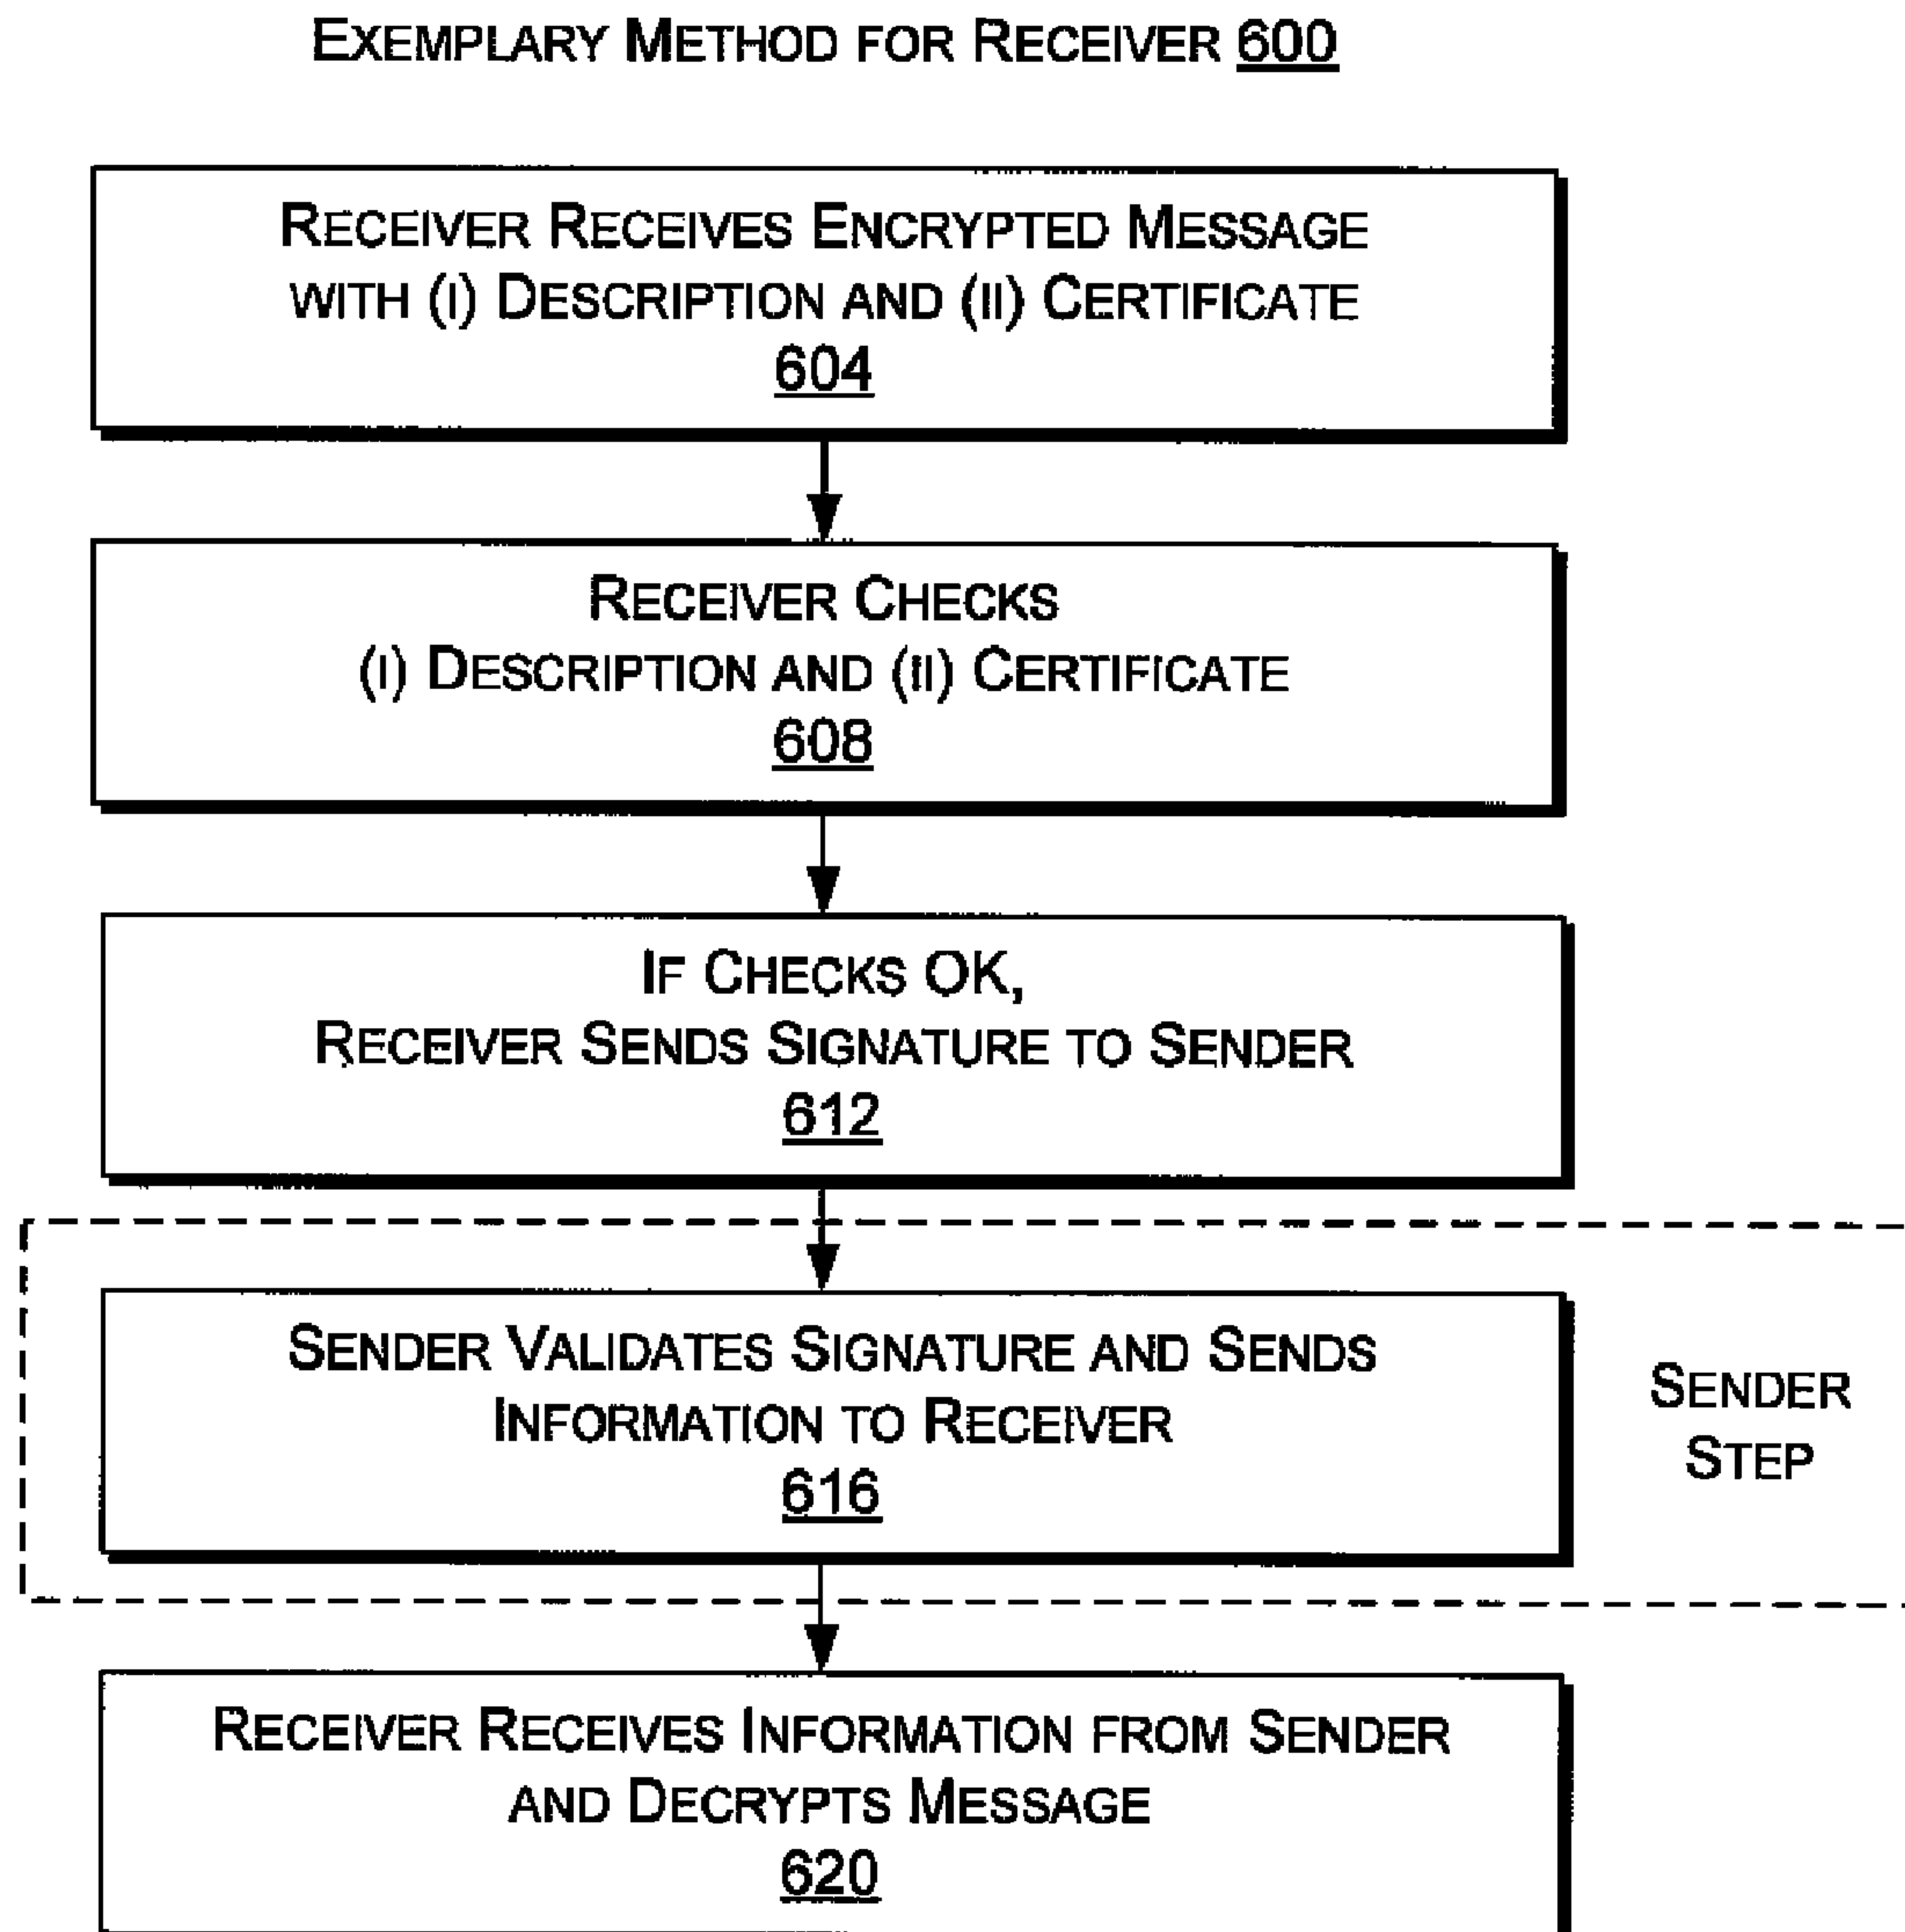 EXEMPLARY METHOD FOR RECEIVER 600
RECEIVER RECEIVES ENCRYPTED MESSAGE
WITH (I) DESCRIPTION AND (II) CERTIFICATE
604
RECEIVER CHECKS
(I) DESCRIPTION AND (II) CERTIFICATE
608
IF CHECKS OK,
RECEIVER SENDS SIGNATURE TO SENDER
612
SENDER VALIDATES SIGNATURE AND SENDS
INFORMATION TO RECEIVER
616
SENDER
STEP
RECEIVER RECEIVES INFORMATION FROM SENDER
AND DECRYPTS MESSAGE
620